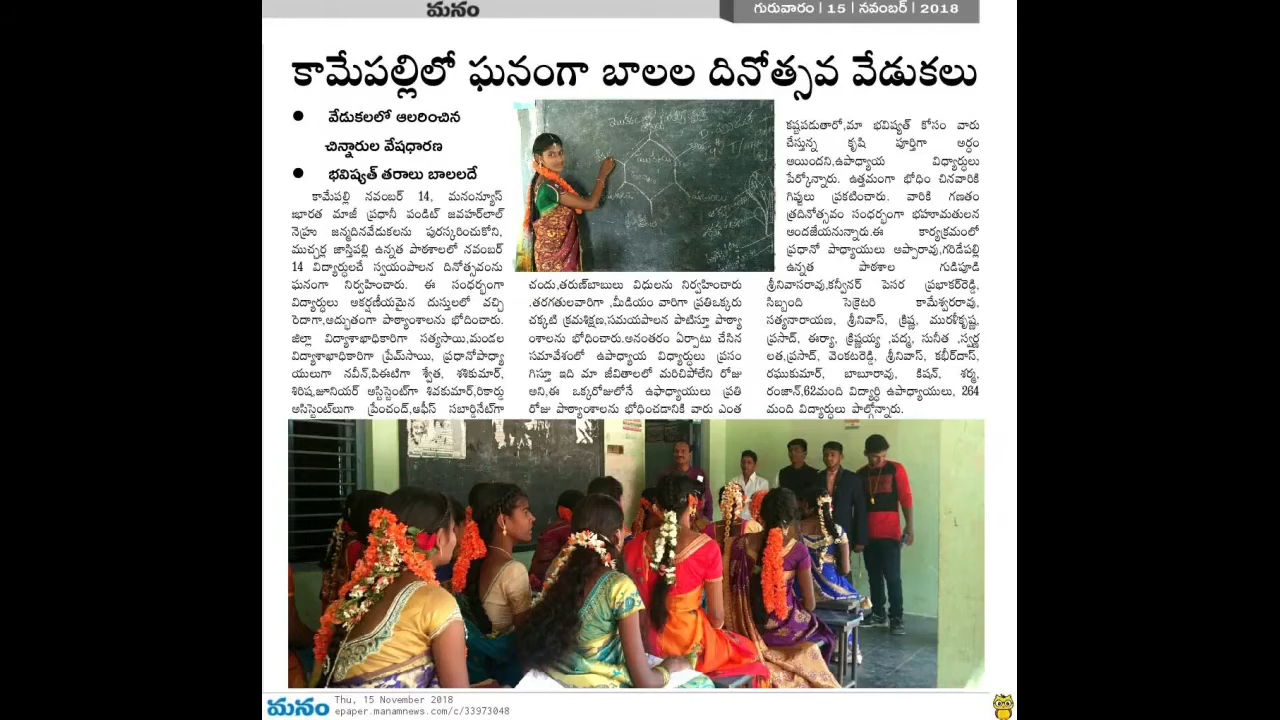 మనం
గురువారం | 15 | నవంబర్ | 2018
కామేపల్లిలో ఘనంగా బాలల దినోత్సవ వేడుకలు
● వేడుకలలో ఆలరించిన
చిన్నారుల వేషధారణ
● భవిష్యత్ తరాలు బాలలదే
కామేపల్లి నవంబర్ 14, మనంన్యూస్
:భారత మాజీ ప్రధానీ పండిట్ జవహర్‌లాల్
నెహ్రు జన్మదినవేడుకలను పురస్కరించుకోని,
ముచ్చర్ల జాస్తిపల్లి ఉన్నత పాఠశాలలో నవంబర్
14 విద్యార్థులచే స్వయంపాలన దినోత్సవంను
ఘనంగా నిర్వహించారు. ఈ సంధర్భంగా
విద్యార్థులు ఆకర్షణీయమైన దుస్తులలో వచ్చి
రెదాగా,అద్భుతంగా పాఠ్యాంశాలను భోదించారు.
జిల్లా విద్యాశాఖాధికారిగా సత్యసాయి,మండల
విద్యాశాఖాధికారిగా ప్రేమ్‌సాయి, ప్రధానోపాధ్యా
యులుగా నవీన్,పిఈటిగా శ్వేత, శశికుమార్,
శిరిష,జూనియర్ అసిస్టెంట్‌గా శివకుమార్,రికార్డు
అసిస్టెంట్‌లుగా ప్రేంచంద్,ఆఫీస్ సబార్డినేట్‌గా
చందు,తరుణ్‌బాబులు విధులను నిర్వహించారు
.తరగతులవారిగా ,మీడియం వారిగా ప్రతిఒక్కరు
చక్కటి క్రమశిక్షణ,సమయపాలన పాటిస్తూ పాఠ్యా
ంశాలను భోధించారు.అనంతరం ఏర్పాటు చేసిన
సమావేశంలో ఉపాధ్యాయ విధ్యార్థులు ప్రసం
గిస్తూ ఇది మా జీవితాలలో మరిచిపోలేని రోజు
అని,ఈ ఒక్కరోజులోనే ఉఫాధ్యాయులు ప్రతి
రోజు పాఠ్యాంశాలను భోధించడానికి వారు ఎంత
కష్టపడుతారో,మా భవిష్యత్ కోసం వారు
చేస్తున్న కృషి పూర్తిగా అర్ధం
అయిందని,ఉపాధ్యాయ విధ్యార్థులు
పేర్కోన్నారు. ఉత్తమంగా భోధిం చినవారికి
గిప్టులు ప్రకటించారు. వారికి గణతం
త్రదినోత్సవం సంధర్భంగా భహూమతులన
అందజేయనున్నారు.ఈ కార్యక్రమంలో
ప్రధానో పాధ్యాయులు అప్పారావు,గరిడేపల్లి
ఉన్నత పాఠశాల గుడిపూడి
శ్రీనివాసరావు,కన్వీనర్ పెసర ప్రభాకర్‌రెడ్డి,
సిబ్బంది సెక్రెటరి కామేశ్వరరావు,
సత్యనారాయణ, శ్రీనివాస్, క్రిష్ణ, మురళీకృష్ణ,
ప్రసాద్, ఈర్యా, క్రిష్ణయ్య ,పద్మ, సునీత ,స్వర్ణ
లత,ప్రసాద్, వెంకటరెడ్డి, శ్రీనివాస్, కభీర్‌దాస్,
రఘుకుమార్, బాబూరావు, కిషన్, శర్మ,
రంజాన్,62మంది విద్యార్ధి ఉపాధ్యాయులు, 264
మంది విద్యార్థులు పాల్గోన్నారు.
మనం
Thu, 15 November 2018
epaper.manamnews.com/c/33973048